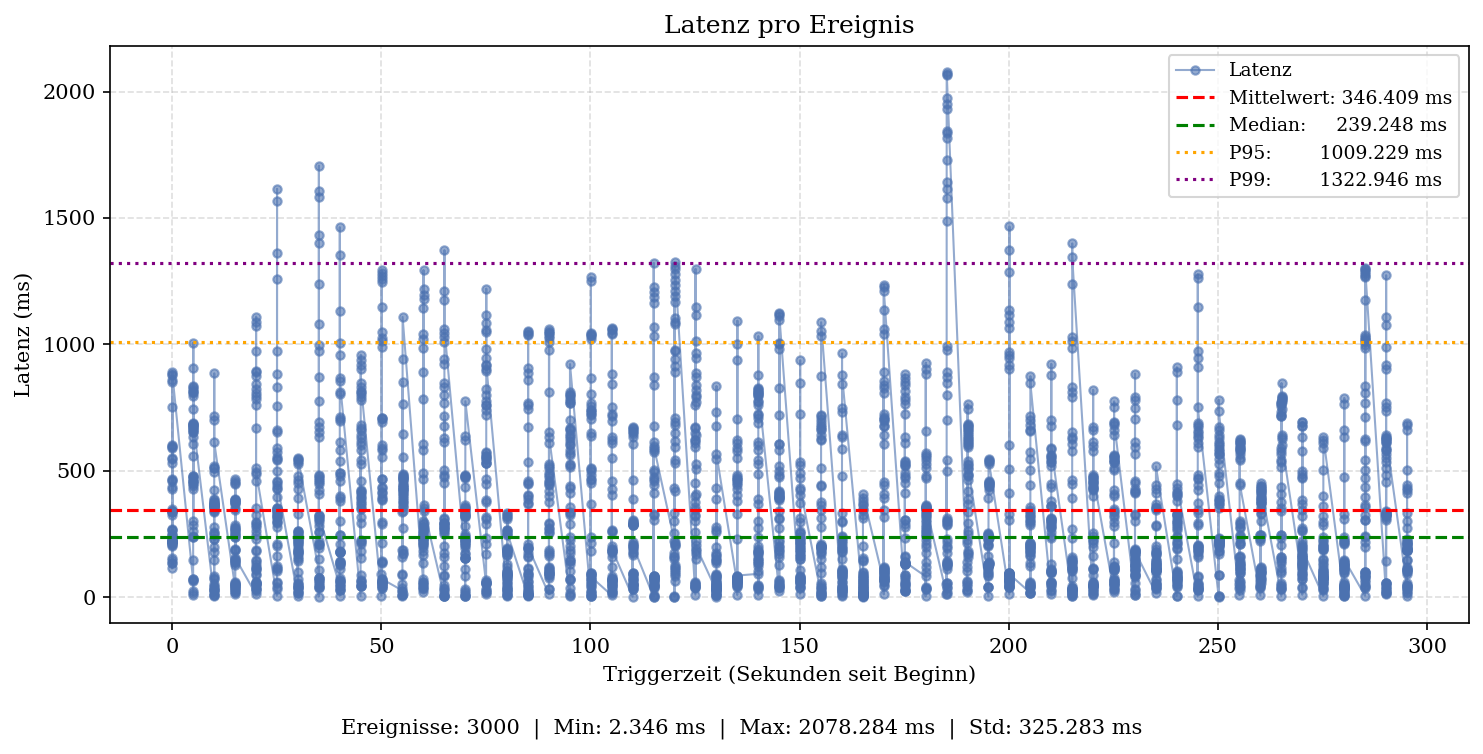 Latenz pro Ereignis
Latenz (ms)
2000
1500
1000
500
0
Latenz
Mittelwert: 346.409 ms
Median: 239.248 ms
P95: 1009.229 ms
P99: 1322.946 ms
0 50 100 150 200 250 300
Triggerzeit (Sekunden seit Beginn)
Ereignisse: 3000 | Min: 2.346 ms | Max: 2078.284 ms | Std: 325.283 ms